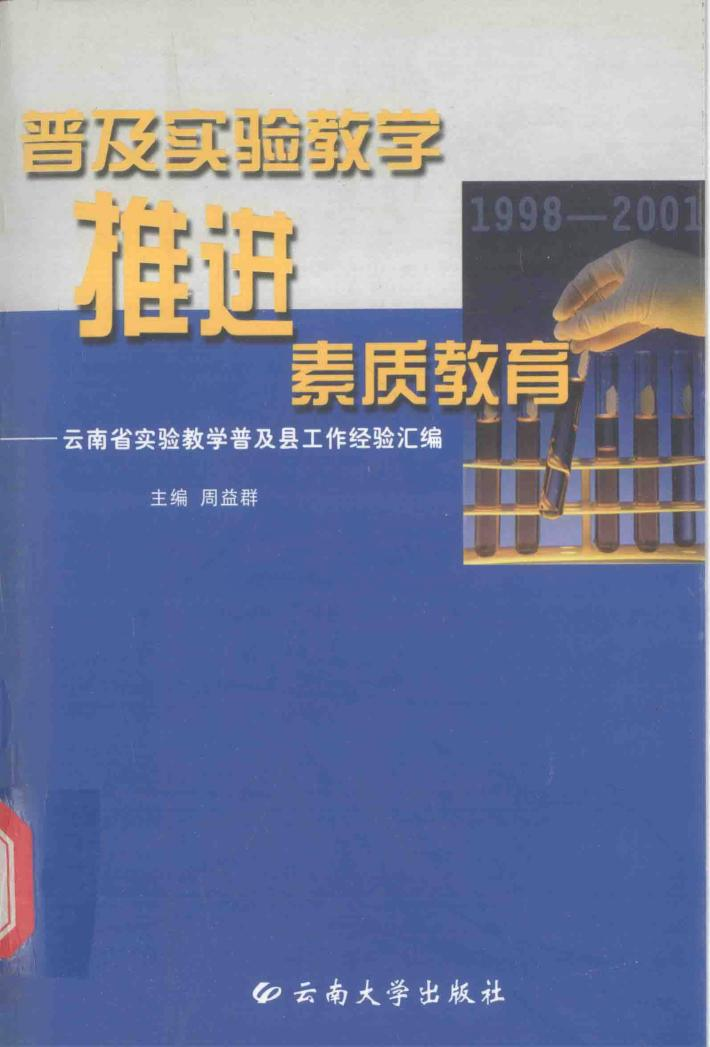 普及实验教学
1998—2001
推进
素质教育
——云南省实验教学普及县工作经验汇编
主编 周益群
云南大学出版社